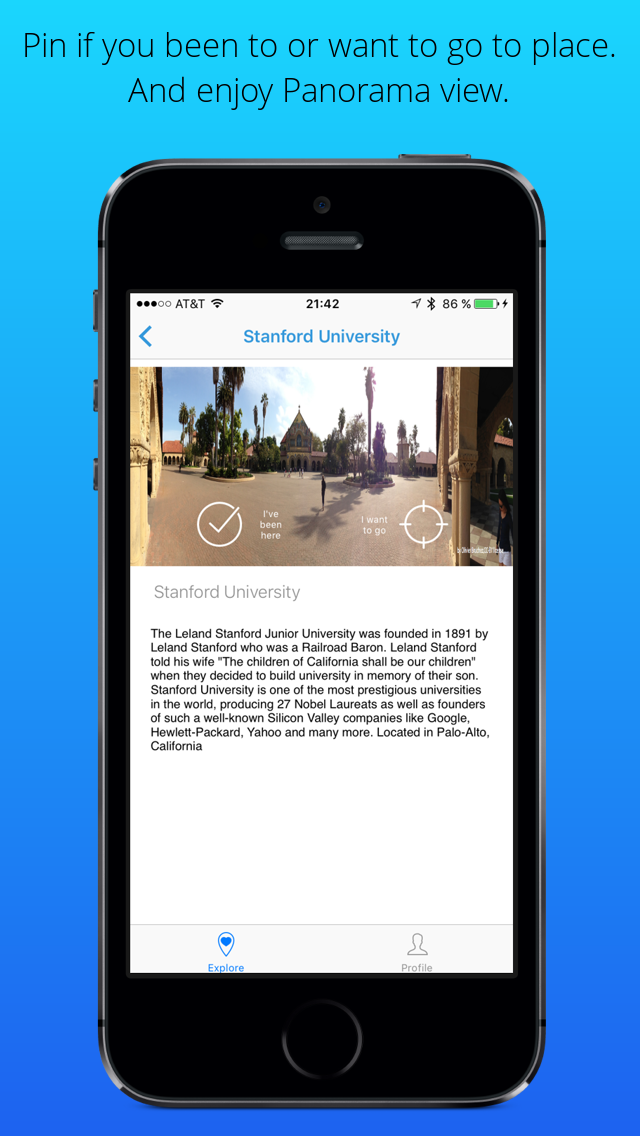 Pin if you been to or want to go to place.
And enjoy Panorama view.
AT&T 21:42 86 %
Stanford University
I've
been
here
I want
to go
Stanford University
The Leland Stanford Junior University was founded in 1891 by
Leland Stanford who was a Railroad Baron. Leland Stanford
told his wife "The children of California shall be our children"
when they decided to build university in memory of their son.
Stanford University is one of the most prestigious universities
in the world, producing 27 Nobel Laureats as well as founders
of such a well-known Silicon Valley companies like Google,
Hewlett-Packard, Yahoo and many more. Located in Palo-Alto,
California
Explore Profile